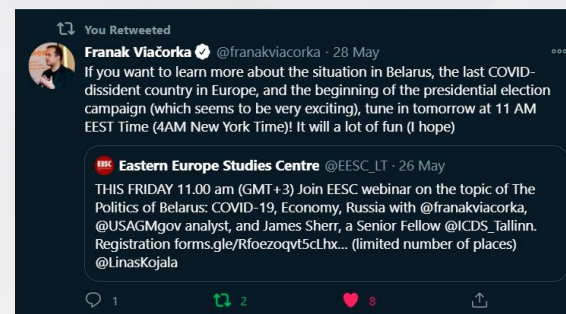 You Retweeted
Franak Viačorka @franakviacorka · 28 May
If you want to learn more about the situation in Belarus, the last COVID-
dissident country in Europe, and the beginning of the presidential election
campaign (which seems to be very exciting), tune in tomorrow at 11 AM
EEST Time (4AM New York Time)! It will a lot of fun (I hope)
EESC Eastern Europe Studies Centre @EESC_LT · 26 May
THIS FRIDAY 11.00 am (GMT+3) Join EESC webinar on the topic of The
Politics of Belarus: COVID-19, Economy, Russia with @franakviacorka,
@USAGMgov analyst, and James Sherr, a Senior Fellow @ICDS_Tallinn.
Registration forms.gle/Rfoezoqvt5cLhx... (limited number of places)
@LinasKojala
1 2 8